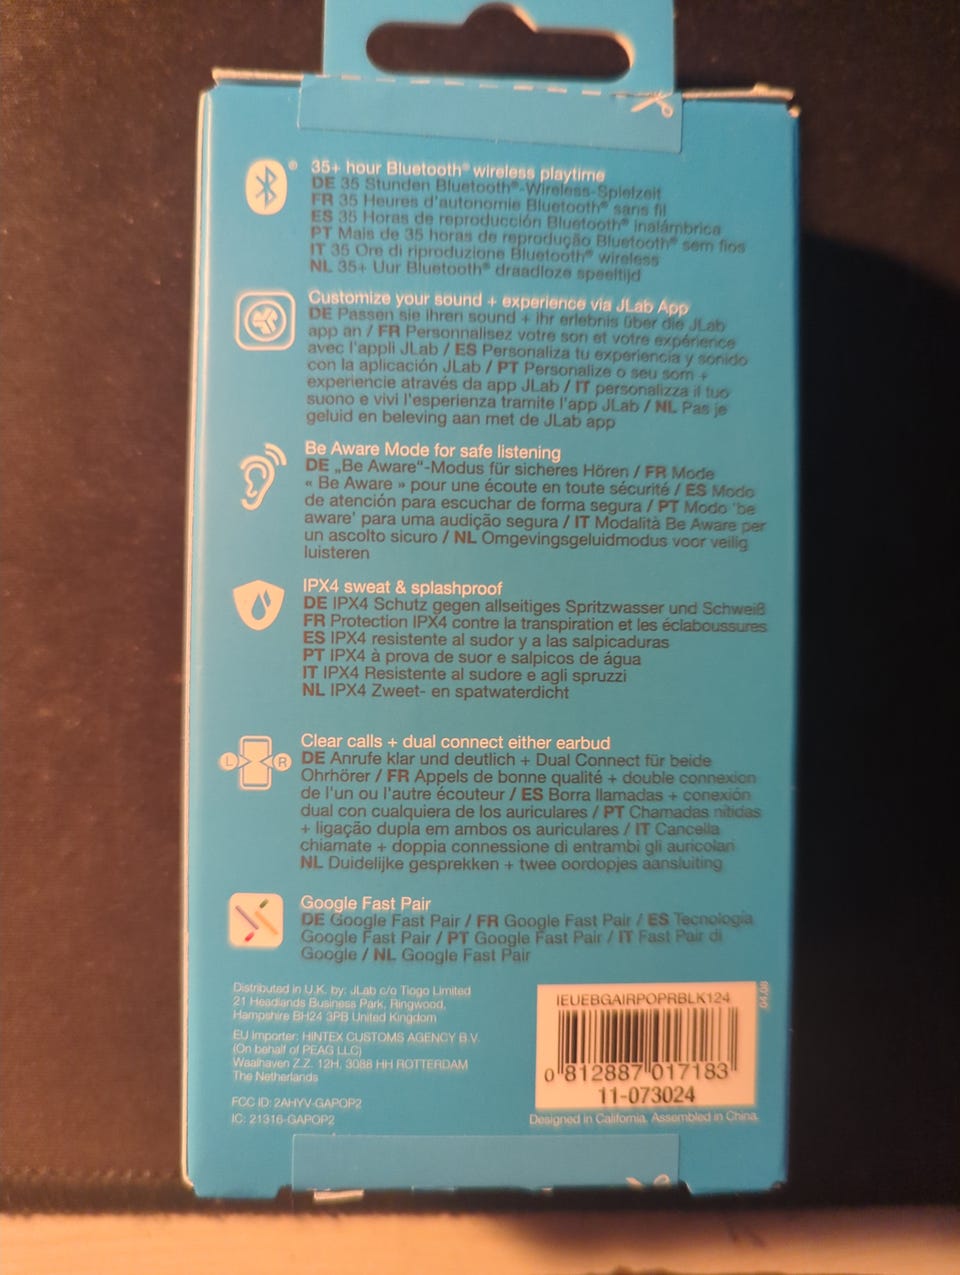 35+ hour Bluetooth® wireless playtime
DE 35 Stunden Bluetooth®-Wireless-Spielzeit
FR 35 Heures d'autonomie Bluetooth® sans fil
ES 35 Horas de reproducción Bluetooth® inalámbrica
PT Mais de 35 horas de reprodução Bluetooth® sem fios
IT 35 Ore di riproduzione Bluetooth® wireless
NL 35+ Uur Bluetooth® draadloze speeltijd
Customize your sound + experience via JLab App
DE Passen sie ihren sound + ihr erlebnis über die JLab
app an / FR Personnalisez votre son et votre expérience
avec l'appli JLab / ES Personaliza tu experiencia y sonido
con la aplicación JLab / PT Personalize o seu som +
experiencie através da app JLab / IT personalizza il tuo
suono e vivi l'esperienza tramite l'app JLab / NL Pas je
geluid en beleving aan met de JLab app
Be Aware Mode for safe listening
DE „Be Aware“-Modus für sicheres Hören / FR Mode
« Be Aware » pour une écoute en toute sécurité / ES Modo
de atención para escuchar de forma segura / PT Modo 'be
aware' para uma audição segura / IT Modalità Be Aware per
un ascolto sicuro / NL Omgevingsgeluidmodus voor veilig
luisteren
IPX4 sweat & splashproof
DE IPX4 Schutz gegen allseitiges Spritzwasser und Schweiß
FR Protection IPX4 contre la transpiration et les éclaboussures
ES IPX4 resistente al sudor y a las salpicaduras
PT IPX4 à prova de suor e salpicos de água
IT IPX4 Resistente al sudore e agli spruzzi
NL IPX4 Zweet- en spatwaterdicht
L R
Clear calls + dual connect either earbud
DE Anrufe klar und deutlich + Dual Connect für beide
Ohrhörer / FR Appels de bonne qualité + double connexion
de l'un ou l'autre écouteur / ES Borra llamadas + conexión
dual con cualquiera de los auriculares / PT Chamadas nítidas
+ ligação dupla em ambos os auriculares / IT Cancella
chiamate + doppia connessione di entrambi gli auricolari
NL Duidelijke gesprekken + twee oordopjes aansluiting
Google Fast Pair
DE Google Fast Pair / FR Google Fast Pair / ES Tecnología
Google Fast Pair / PT Google Fast Pair / IT Fast Pair di
Google / NL Google Fast Pair
Distributed in U.K. by: JLab c/o Tiogo Limited
21 Headlands Business Park, Ringwood,
Hampshire BH24 3PB United Kingdom
EU Importer: HINTEX CUSTOMS AGENCY B.V.
(On behalf of PEAG LLC)
Waalhaven Z.Z. 12H, 3088 HH ROTTERDAM
The Netherlands
FCC ID: 2AHYV-GAPOP2
IC: 21316-GAPOP2
IEUEBGAIRPOPRBLK124
0 812887 017183
11-073024
04.08
Designed in California. Assembled in China.